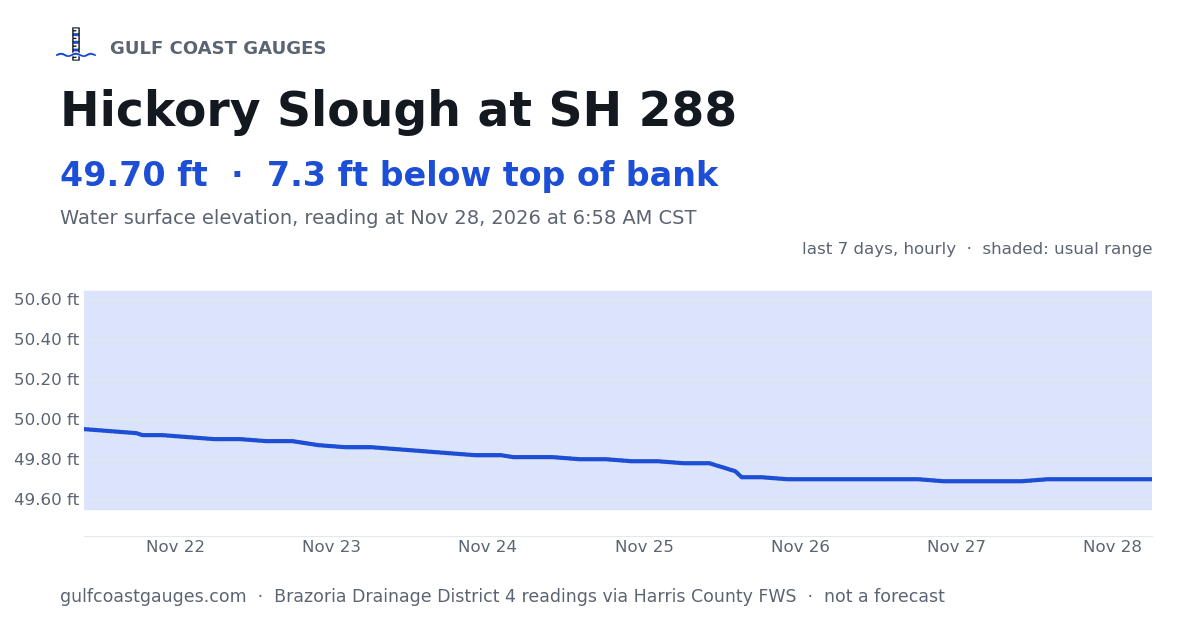 GULF COAST GAUGES
Hickory Slough at SH 288
49.70 ft · 7.3 ft below top of bank
Water surface elevation, reading at Nov 28, 2026 at 6:58 AM CST
last 7 days, hourly · shaded: usual range
50.60 ft
50.40 ft
50.20 ft
50.00 ft
49.80 ft
49.60 ft
Nov 22 Nov 23 Nov 24 Nov 25 Nov 26 Nov 27 Nov 28
gulfcoastgauges.com · Brazoria Drainage District 4 readings via Harris County FWS · not a forecast